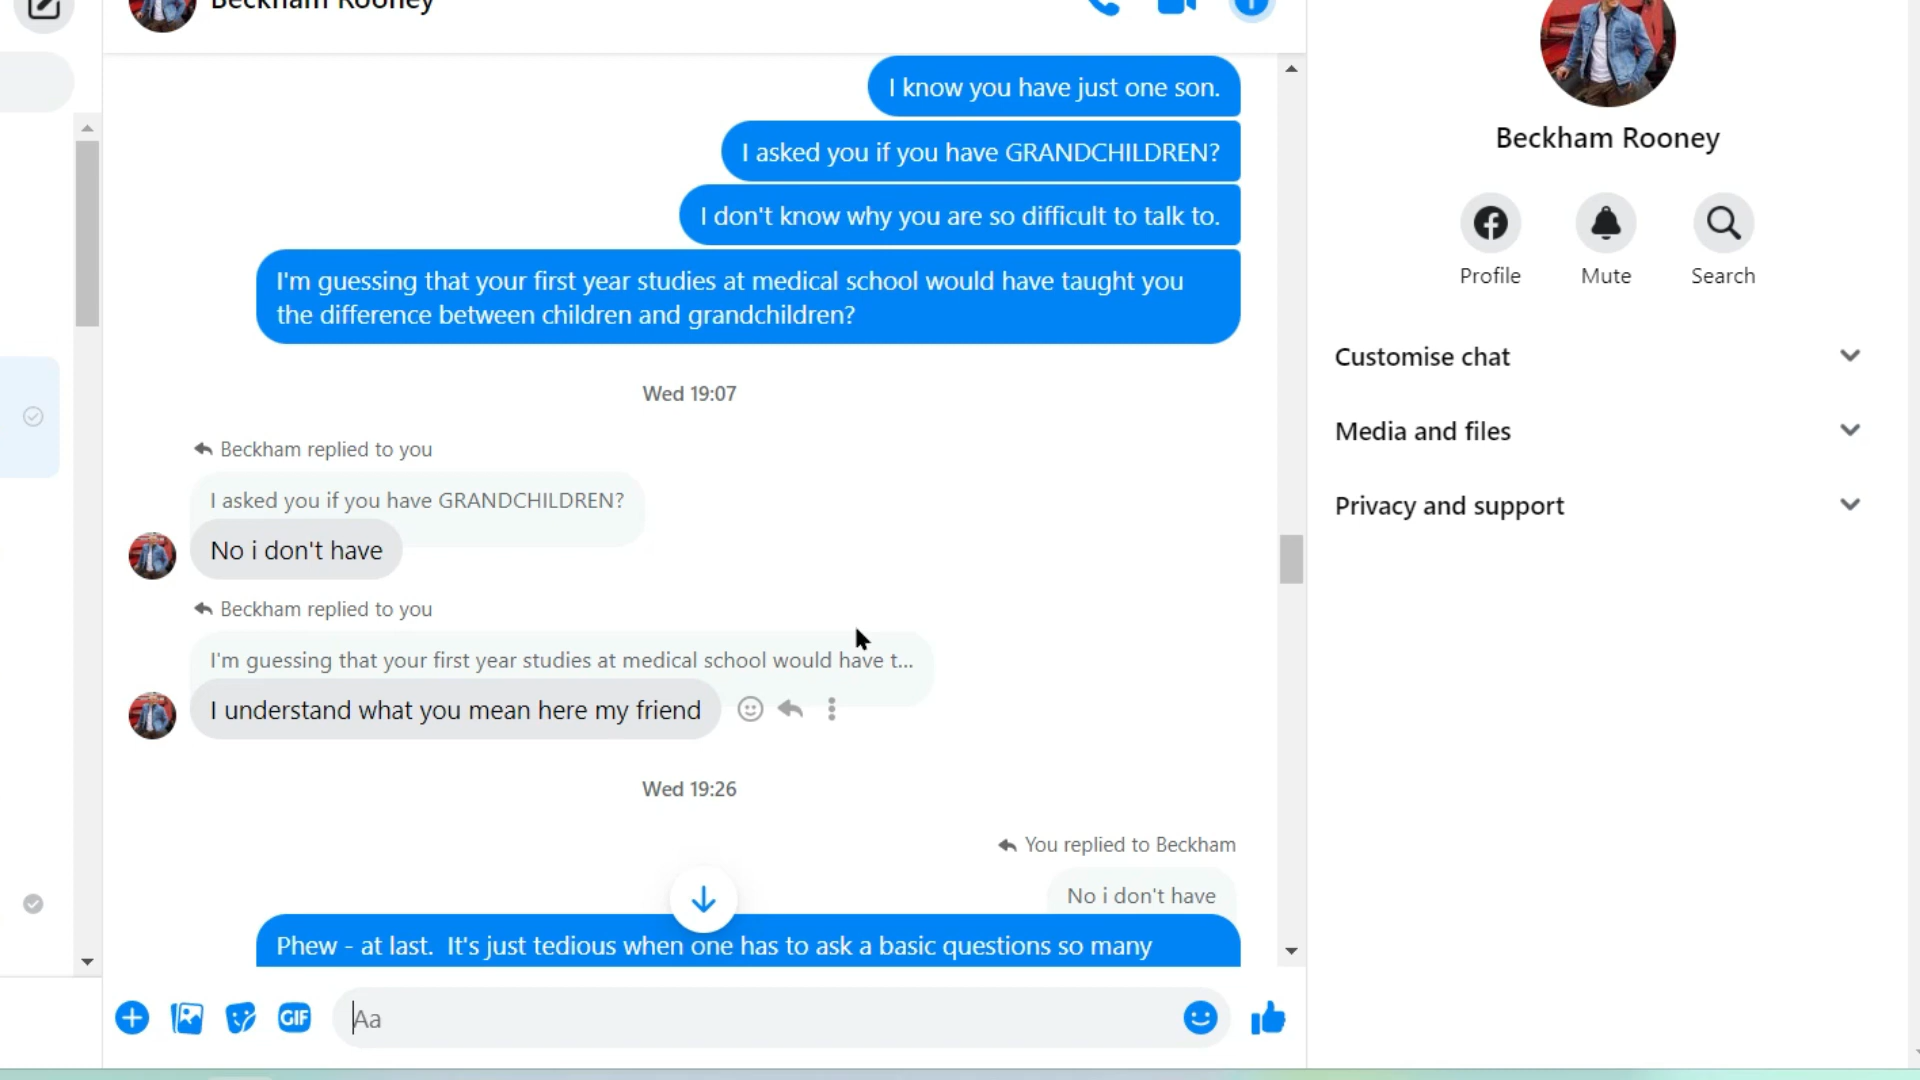 Beckham Rooney
I know you have just one son.
I asked you if you have GRANDCHILDREN?
I don't know why you are so difficult to talk to.
I'm guessing that your first year studies at medical school would have taught you
the difference between children and grandchildren?
Wed 19:07
Beckham replied to you
I asked you if you have GRANDCHILDREN?
No i don't have
Beckham replied to you
I'm guessing that your first year studies at medical school would have t...
I understand what you mean here my friend
Wed 19:26
You replied to Beckham
No i don't have
Phew - at last. It's just tedious when one has to ask a basic questions so many
GIF
Aa
Beckham Rooney
Profile
Mute
Search
Customise chat
Media and files
Privacy and support